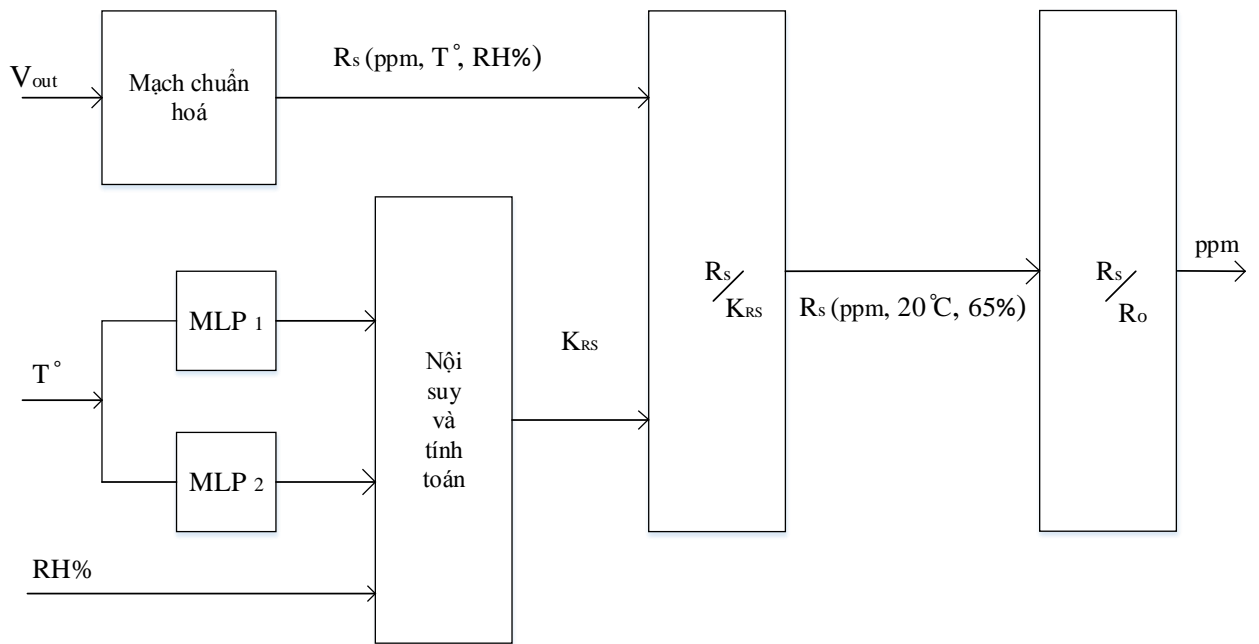 Vout
Mạch chuẩn
hoá
Rs (ppm, T°, RH%)
T°
MLP 1
MLP 2
RH%
Nội
suy
và
tính
toán
KRS
Rs/KRS
Rs (ppm, 20℃, 65%)
Rs/Ro
ppm